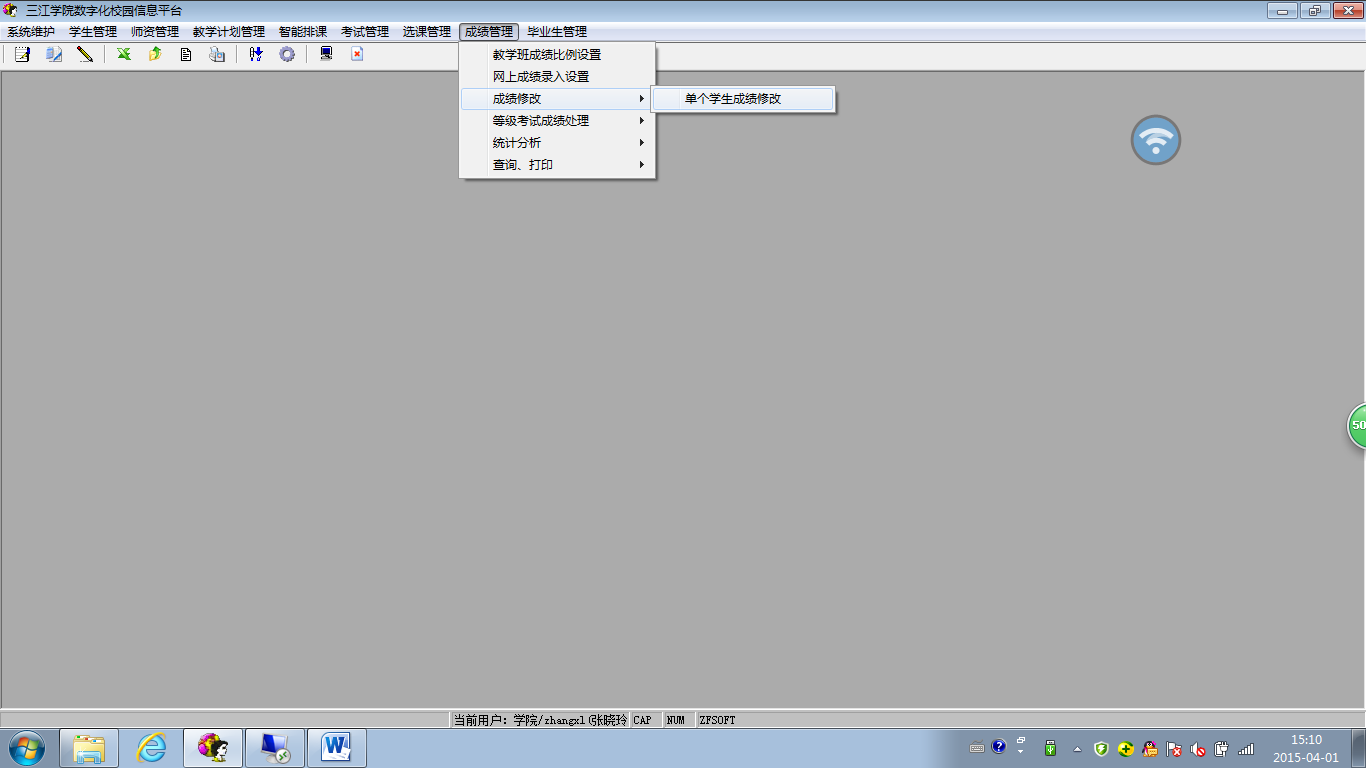 三江学院数字化校园信息平台
系统维护 学生管理 师资管理 教学计划管理 智能排课 考试管理 选课管理 成绩管理 毕业生管理
教学班成绩比例设置
网上成绩录入设置
成绩修改
单个学生成绩修改
等级考试成绩处理
统计分析
查询、打印
50
当前用户：学院/zhangxl(张晓玲 CAP NUM ZFSOFT
15:10
2015-04-01